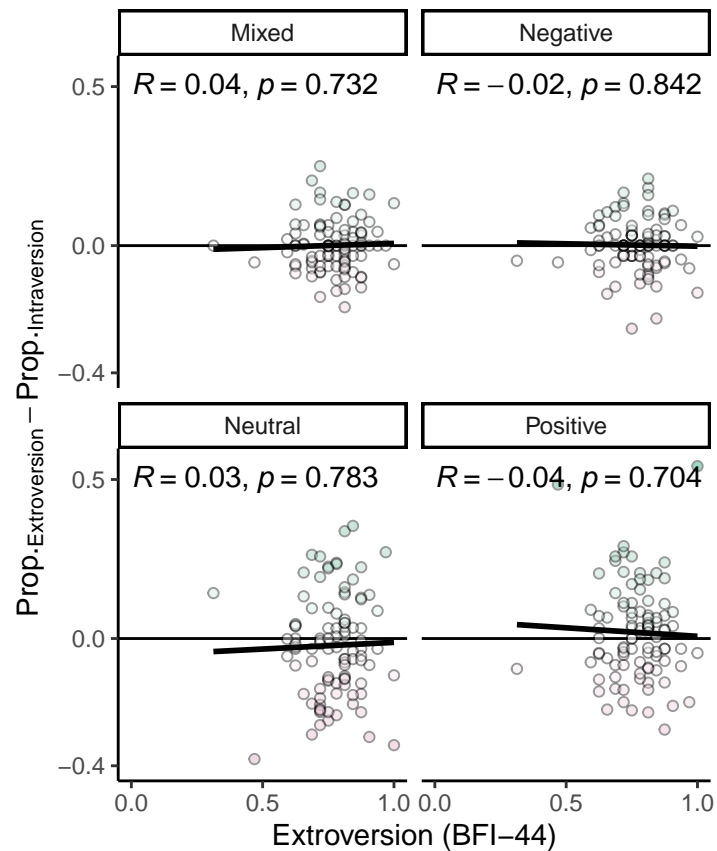 Mixed
Negative
R = 0.04, p = 0.732
R = −0.02, p = 0.842
0.5
0.0
−0.4
Neutral
Positive
R = 0.03, p = 0.783
R = −0.04, p = 0.704
0.5
0.0
−0.4
Prop.Extroversion − Prop.Intraversion
0.0
0.5
1.0
0.0
0.5
1.0
Extroversion (BFI−44)